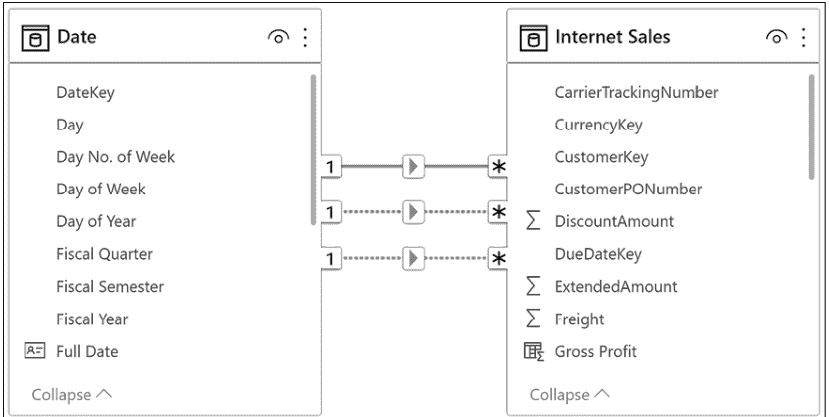 Date
DateKey
Day
Day No. of Week
Day of Week
Day of Year
Fiscal Quarter
Fiscal Semester
Fiscal Year
Full Date
Collapse
1
*
1
*
1
*
Internet Sales
CarrierTrackingNumber
CurrencyKey
CustomerKey
CustomerPONumber
∑ DiscountAmount
DueDateKey
∑ ExtendedAmount
∑ Freight
Gross Profit
Collapse